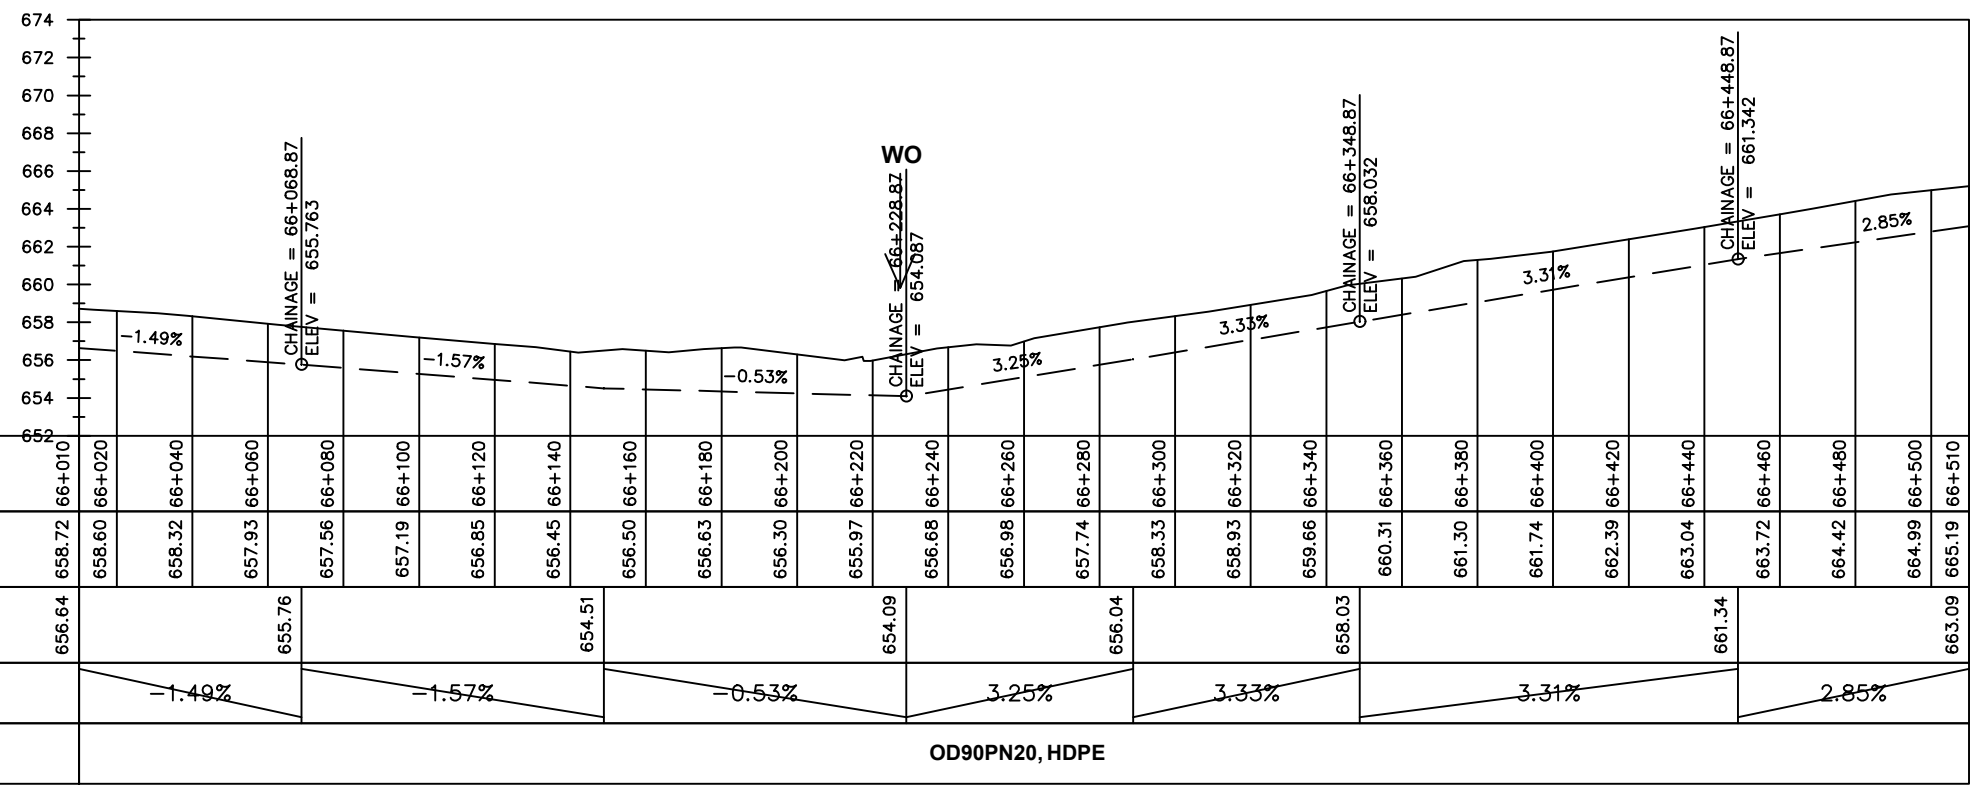 674
672
670
668
666
664
662
660
658
656
654
652
CHAINAGE = 66+068.87
ELEV = 655.763
WO
CHAINAGE = 66+228.87
ELEV = 654.087
CHAINAGE = 66+348.87
ELEV = 658.032
CHAINAGE = 66+448.87
ELEV = 661.342
-1.49%
-1.57%
-0.53%
3.25%
3.33%
3.31%
2.85%
66+010 66+020 66+040 66+060 66+080 66+100 66+120 66+140 66+160 66+180 66+200 66+220 66+240 66+260 66+280 66+300 66+320 66+340 66+360 66+380 66+400 66+420 66+440 66+460 66+480 66+500 66+510
658.72 658.60 658.32 657.93 657.56 657.19 656.85 656.45 656.50 656.63 656.30 655.97 656.68 656.98 657.74 658.33 658.93 659.66 660.31 661.30 661.74 662.39 663.04 663.72 664.42 664.99 665.19
656.64 655.76 654.51 654.09 656.04 658.03 661.34 663.09
-1.49% -1.57% -0.53% 3.25% 3.33% 3.31% 2.85%
OD90PN20, HDPE